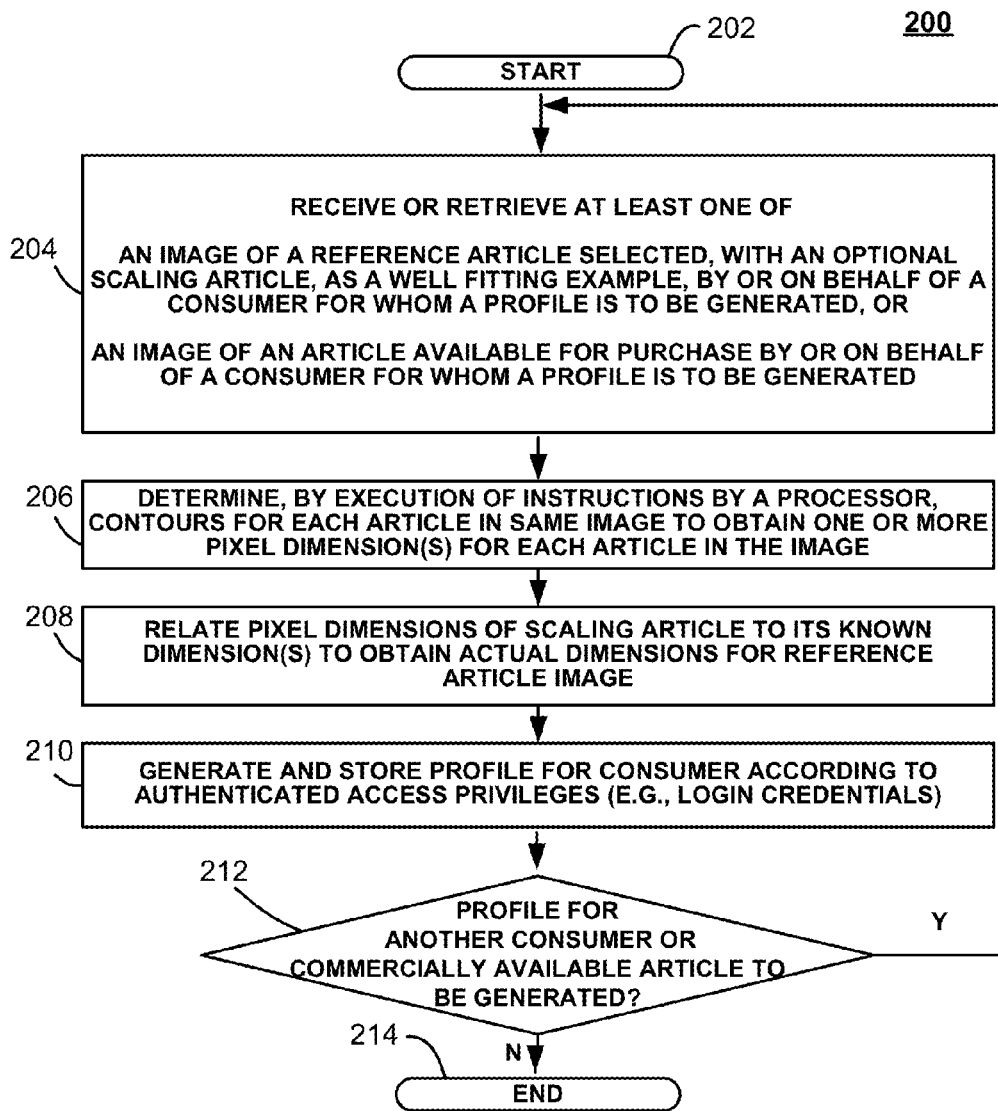 200
202
START
204
RECEIVE OR RETRIEVE AT LEAST ONE OF
AN IMAGE OF A REFERENCE ARTICLE SELECTED, WITH AN OPTIONAL
SCALING ARTICLE, AS A WELL FITTING EXAMPLE, BY OR ON BEHALF OF A
CONSUMER FOR WHOM A PROFILE IS TO BE GENERATED, OR
AN IMAGE OF AN ARTICLE AVAILABLE FOR PURCHASE BY OR ON BEHALF
OF A CONSUMER FOR WHOM A PROFILE IS TO BE GENERATED
206
DETERMINE, BY EXECUTION OF INSTRUCTIONS BY A PROCESSOR,
CONTOURS FOR EACH ARTICLE IN SAME IMAGE TO OBTAIN ONE OR MORE
PIXEL DIMENSION(S) FOR EACH ARTICLE IN THE IMAGE
208
RELATE PIXEL DIMENSIONS OF SCALING ARTICLE TO ITS KNOWN
DIMENSION(S) TO OBTAIN ACTUAL DIMENSIONS FOR REFERENCE
ARTICLE IMAGE
210
GENERATE AND STORE PROFILE FOR CONSUMER ACCORDING TO
AUTHENTICATED ACCESS PRIVILEGES (E.G., LOGIN CREDENTIALS)
212
PROFILE FOR
ANOTHER CONSUMER OR
COMMERCIALLY AVAILABLE ARTICLE TO
BE GENERATED?
Y
N
214
END